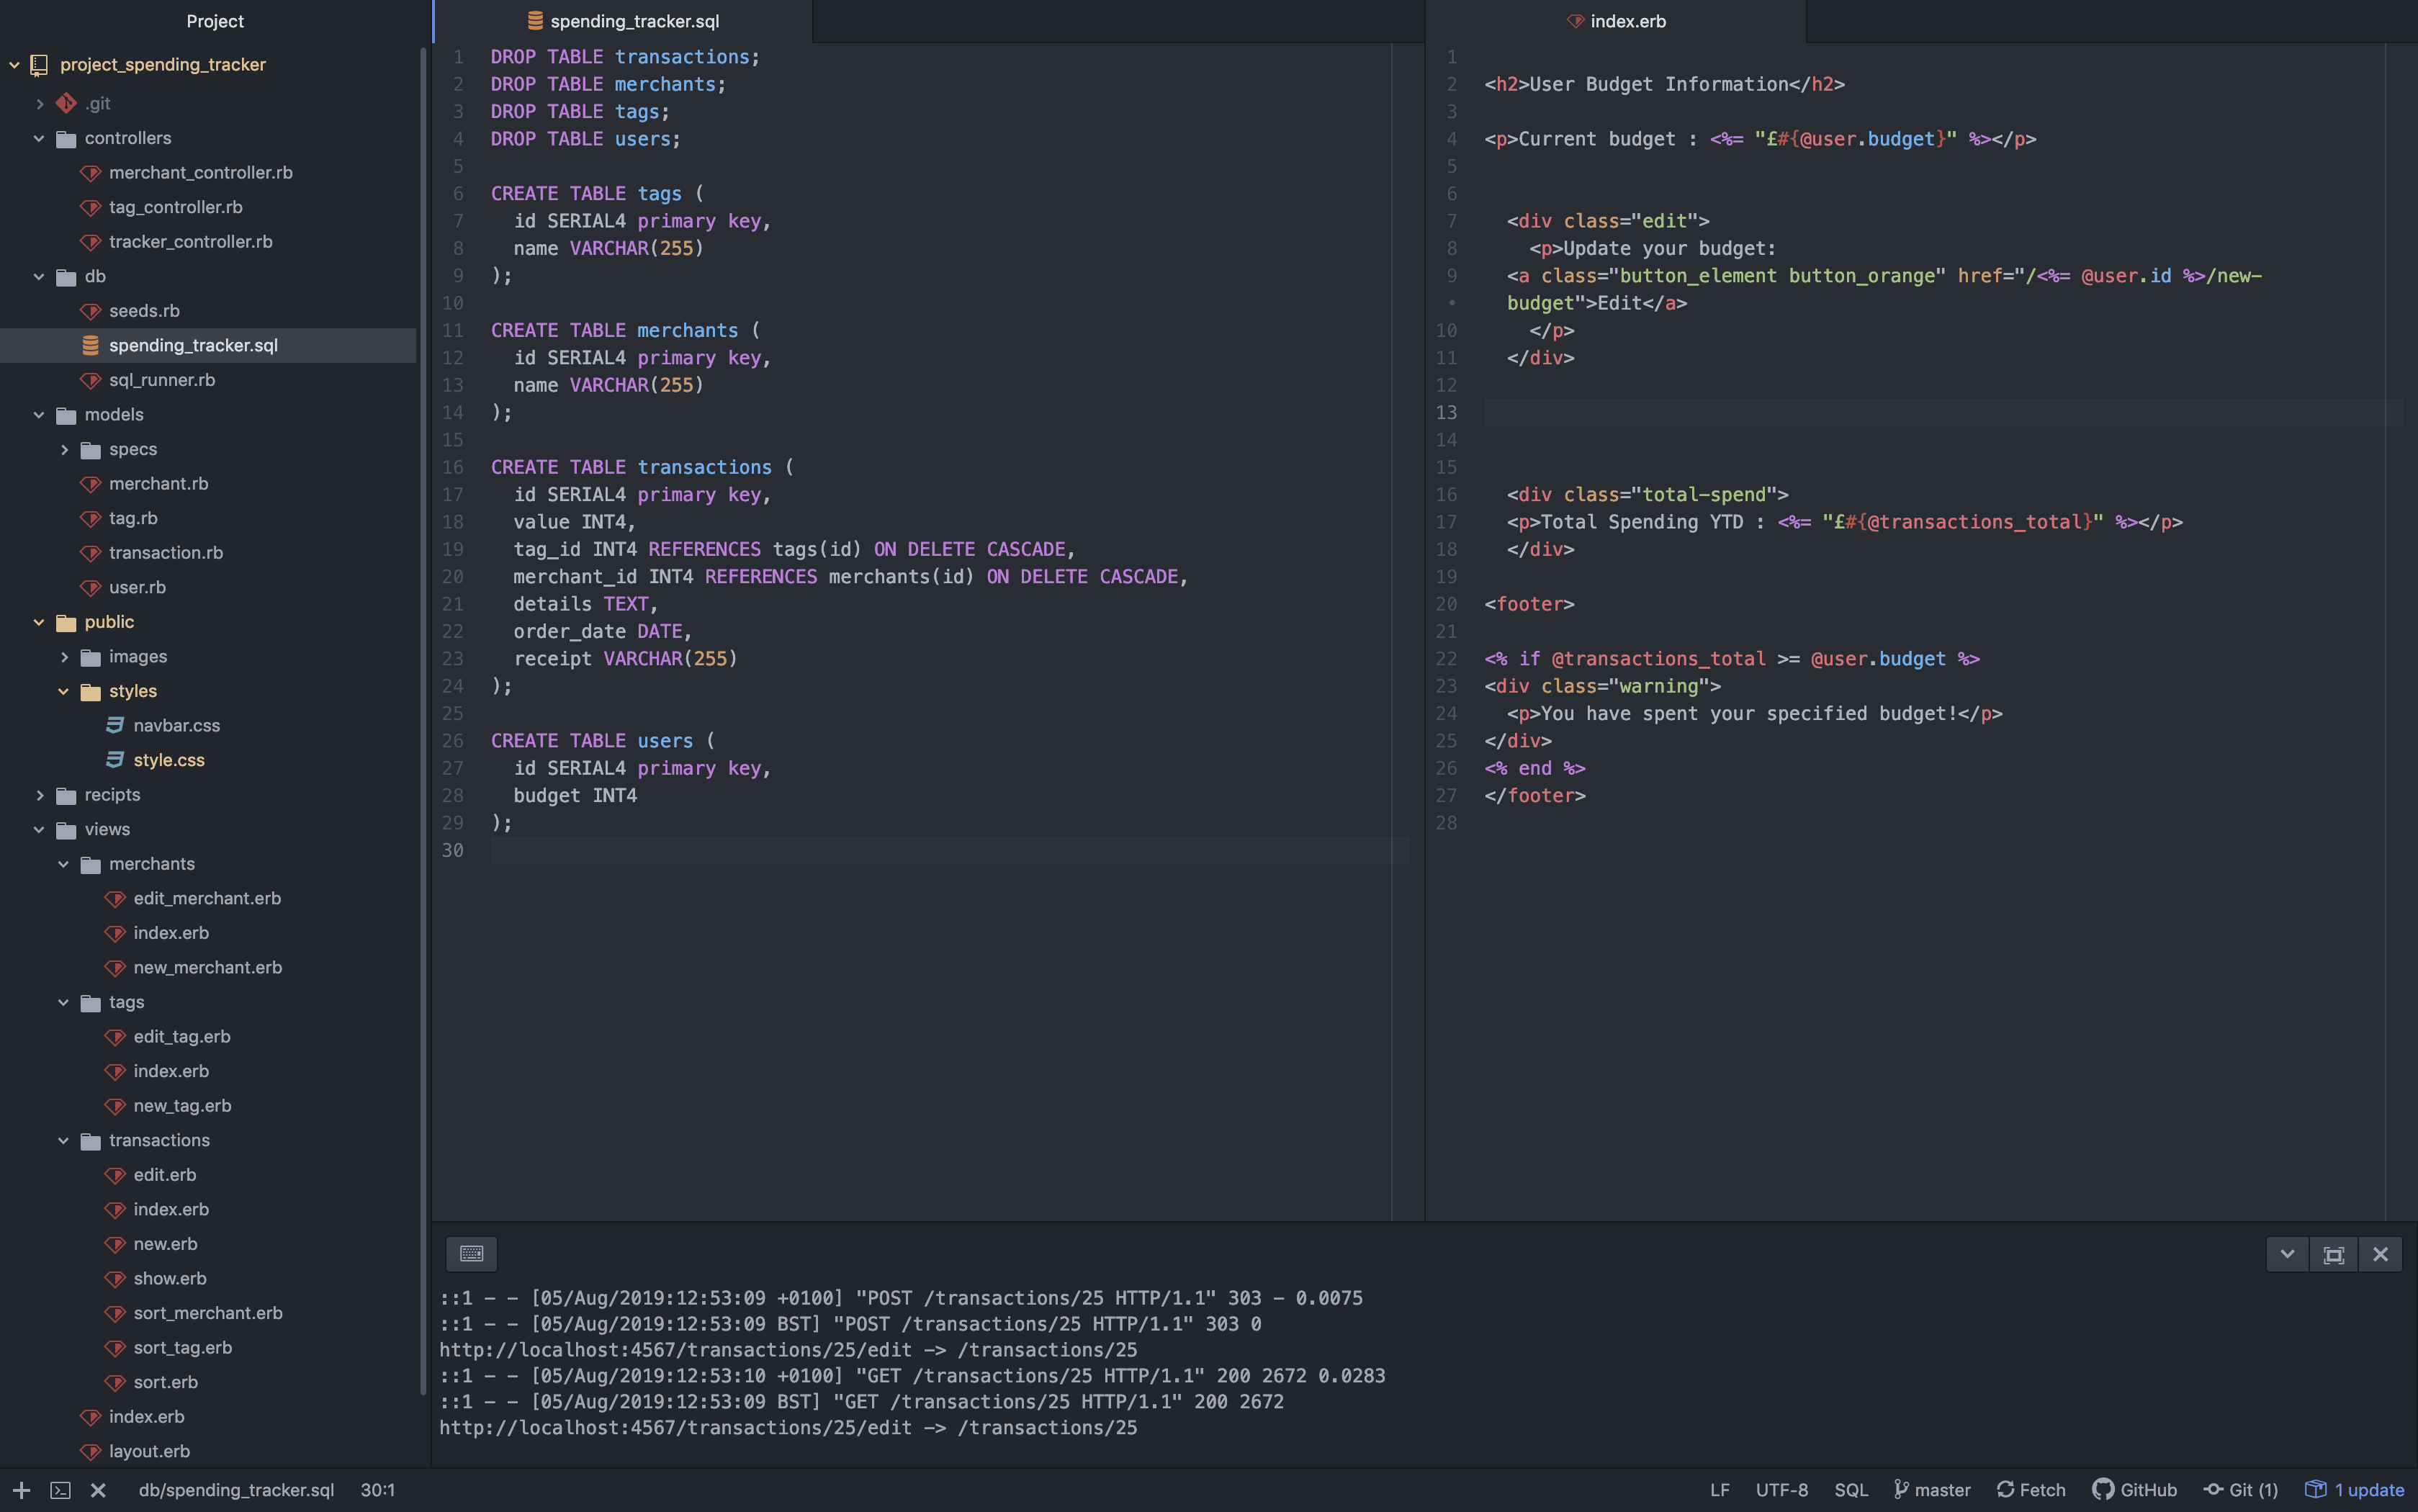 Project
project_spending_tracker
.git
controllers
merchant_controller.rb
tag_controller.rb
tracker_controller.rb
db
seeds.rb
spending_tracker.sql
sql_runner.rb
models
specs
merchant.rb
tag.rb
transaction.rb
user.rb
public
images
styles
navbar.css
style.css
recipts
views
merchants
edit_merchant.erb
index.erb
new_merchant.erb
tags
edit_tag.erb
index.erb
new_tag.erb
transactions
edit.erb
index.erb
new.erb
show.erb
sort_merchant.erb
sort_tag.erb
sort.erb
index.erb
layout.erb
spending_tracker.sql
1 DROP TABLE transactions;
2 DROP TABLE merchants;
3 DROP TABLE tags;
4 DROP TABLE users;
5
6 CREATE TABLE tags (
7   id SERIAL4 primary key,
8   name VARCHAR(255)
9 );
10
11 CREATE TABLE merchants (
12   id SERIAL4 primary key,
13   name VARCHAR(255)
14 );
15
16 CREATE TABLE transactions (
17   id SERIAL4 primary key,
18   value INT4,
19   tag_id INT4 REFERENCES tags(id) ON DELETE CASCADE,
20   merchant_id INT4 REFERENCES merchants(id) ON DELETE CASCADE,
21   details TEXT,
22   order_date DATE,
23   receipt VARCHAR(255)
24 );
25
26 CREATE TABLE users (
27   id SERIAL4 primary key,
28   budget INT4
29 );
30
index.erb
1
2 <h2>User Budget Information</h2>
3
4 <p>Current budget : <%= "£#{@user.budget}" %></p>
5
6
7   <div class="edit">
8     <p>Update your budget:
9   <a class="button_element button_orange" href="/<%= @user.id %>/new-
•   budget">Edit</a>
10     </p>
11   </div>
12
13
14
15
16   <div class="total-spend">
17   <p>Total Spending YTD : <%= "£#{@transactions_total}" %></p>
18   </div>
19
20 <footer>
21
22 <% if @transactions_total >= @user.budget %>
23 <div class="warning">
24   <p>You have spent your specified budget!</p>
25 </div>
26 <% end %>
27 </footer>
28
::1 - - [05/Aug/2019:12:53:09 +0100] "POST /transactions/25 HTTP/1.1" 303 - 0.0075
::1 - - [05/Aug/2019:12:53:09 BST] "POST /transactions/25 HTTP/1.1" 303 0
http://localhost:4567/transactions/25/edit -> /transactions/25
::1 - - [05/Aug/2019:12:53:10 +0100] "GET /transactions/25 HTTP/1.1" 200 2672 0.0283
::1 - - [05/Aug/2019:12:53:09 BST] "GET /transactions/25 HTTP/1.1" 200 2672
http://localhost:4567/transactions/25/edit -> /transactions/25
db/spending_tracker.sql 30:1 LF UTF-8 SQL master Fetch GitHub Git (1) 1 update